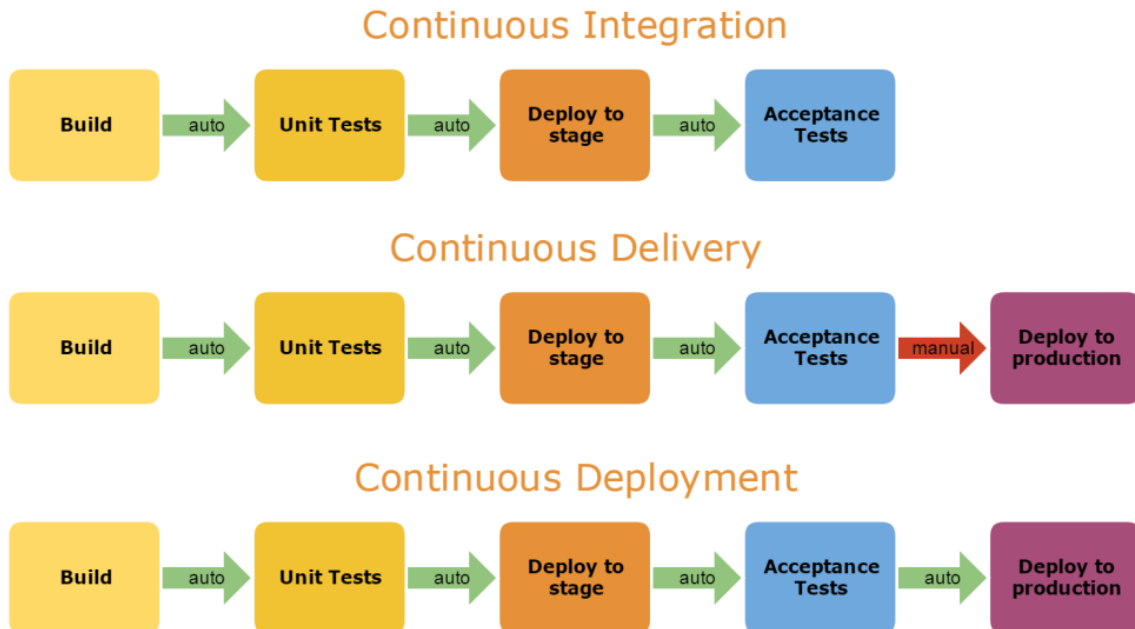 Continuous Integration
Build
auto
Unit Tests
auto
Deploy to
stage
auto
Acceptance
Tests
Continuous Delivery
Build
auto
Unit Tests
auto
Deploy to
stage
auto
Acceptance
Tests
manual
Deploy to
production
Continuous Deployment
Build
auto
Unit Tests
auto
Deploy to
stage
auto
Acceptance
Tests
auto
Deploy to
production